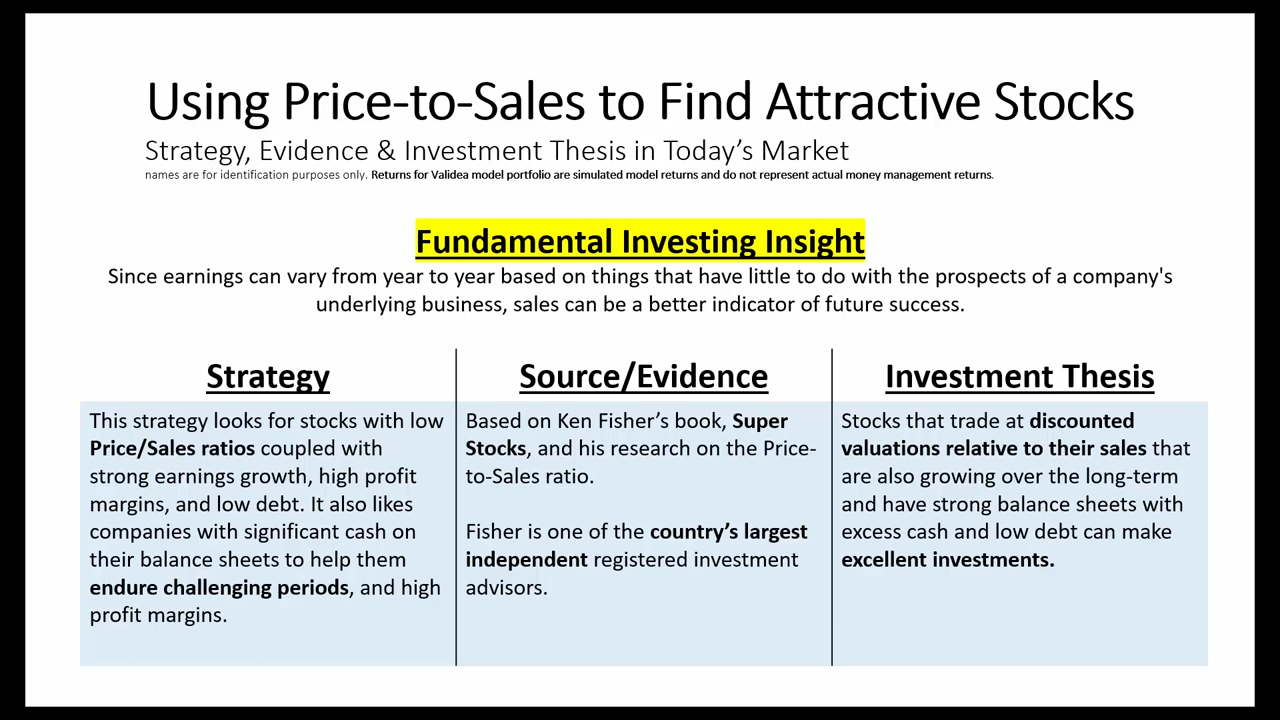 Using Price-to-Sales to Find Attractive Stocks
Strategy, Evidence & Investment Thesis in Today's Market
names are for identification purposes only. Returns for Validea model portfolio are simulated model returns and do not represent actual money management returns.
Fundamental Investing Insight
Since earnings can vary from year to year based on things that have little to do with the prospects of a company's
underlying business, sales can be a better indicator of future success.
Strategy
This strategy looks for stocks with low
Price/Sales ratios coupled with
strong earnings growth, high profit
margins, and low debt. It also likes
companies with significant cash on
their balance sheets to help them
endure challenging periods, and high
profit margins.
Source/Evidence
Based on Ken Fisher's book, Super
Stocks, and his research on the Price-
to-Sales ratio.
Fisher is one of the country's largest
independent registered investment
advisors.
Investment Thesis
Stocks that trade at discounted
valuations relative to their sales that
are also growing over the long-term
and have strong balance sheets with
excess cash and low debt can make
excellent investments.